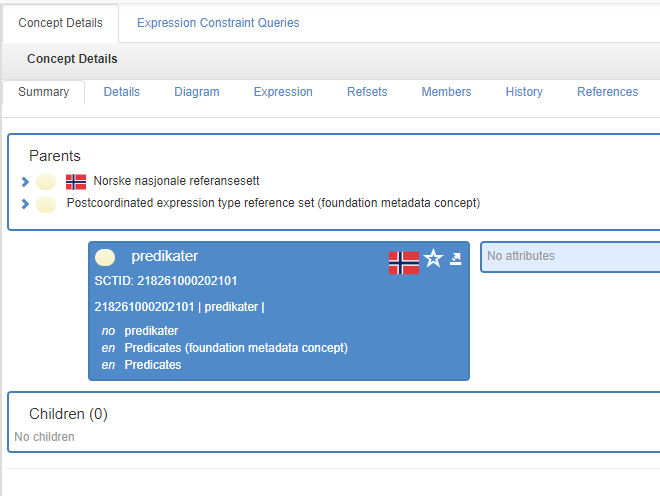 Concept Details Expression Constraint Queries
Concept Details
Summary Details Diagram Expression Refsets Members History References
Parents
Norske nasjonale referansesett
Postcoordinated expression type reference set (foundation metadata concept)
predikater
No attributes
SCTID: 218261000202101
218261000202101 | predikater |
no predikater
en Predicates (foundation metadata concept)
en Predicates
Children (0)
No children